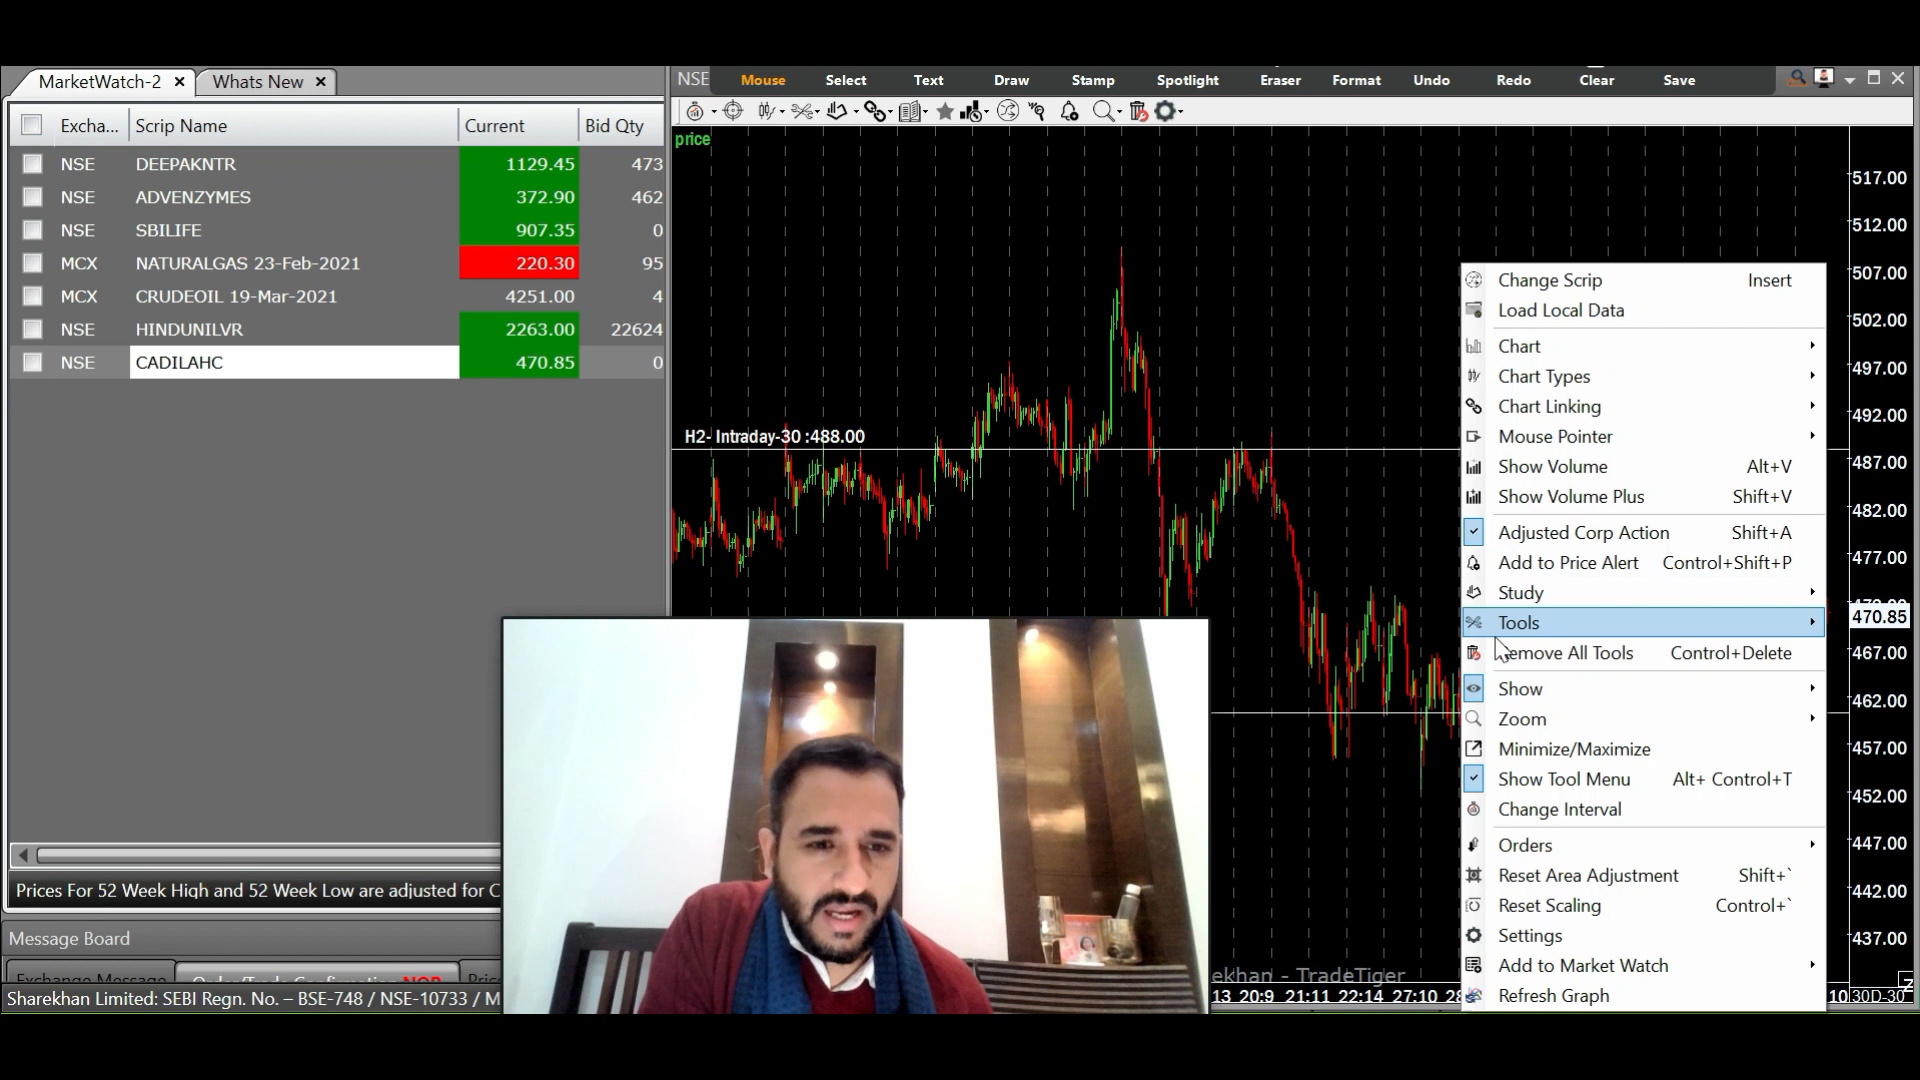 MarketWatch-2 ×
Whats New ×
NSE
Mouse
Select
Text
Draw
Stamp
Spotlight
Eraser
Format
Undo
Redo
Clear
Save
Excha...
Scrip Name
Current
Bid Qty
NSE DEEPAKNTR 1129.45 473
NSE ADVENZYMES 372.90 462
NSE SBILIFE 907.35 0
MCX NATURALGAS 23-Feb-2021 220.30 95
MCX CRUDEOIL 19-Mar-2021 4251.00 4
NSE HINDUNILVR 2263.00 22624
NSE CADILAHC 470.85 0
price
H2- Intraday-30 :488.00
517.00
512.00
507.00
502.00
497.00
492.00
487.00
482.00
477.00
470.85
467.00
462.00
457.00
452.00
447.00
442.00
437.00
Change Scrip Insert
Load Local Data
Chart
Chart Types
Chart Linking
Mouse Pointer
Show Volume Alt+V
Show Volume Plus Shift+V
Adjusted Corp Action Shift+A
Add to Price Alert Control+Shift+P
Study
Tools
emove All Tools Control+Delete
Show
Zoom
Minimize/Maximize
Show Tool Menu Alt+ Control+T
Change Interval
Orders
Reset Area Adjustment Shift+`
Reset Scaling Control+`
Settings
Add to Market Watch
Refresh Graph
ekhan - TradeTiger
13 20:9 21:11 22:14 27:10 28
10 30D-30
Prices For 52 Week High and 52 Week Low are adjusted for C
Message Board
Exchange Message
Order/Trade Confirmation NOR
Sharekhan Limited: SEBI Regn. No. – BSE-748 / NSE-10733 / M